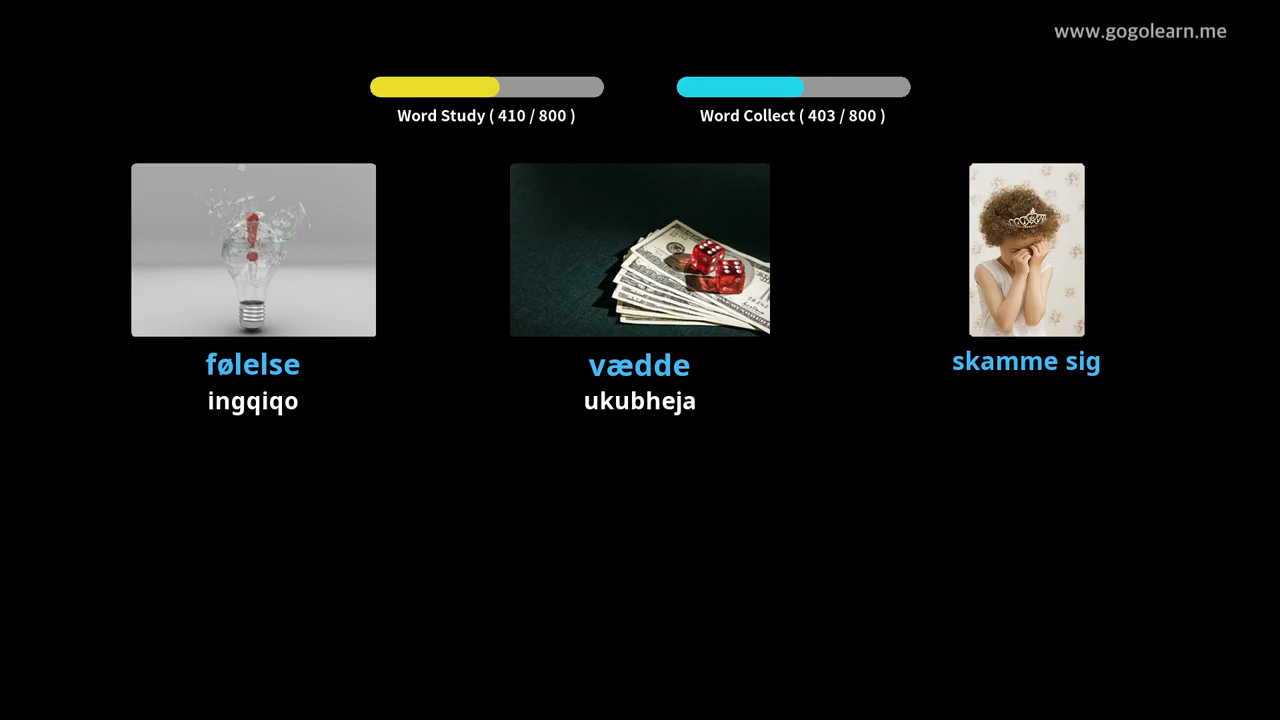 www.gogolearn.me
Word Study ( 410 / 800 )
Word Collect ( 403 / 800 )
følelse
ingqiqo
vædde
ukubheja
skamme sig